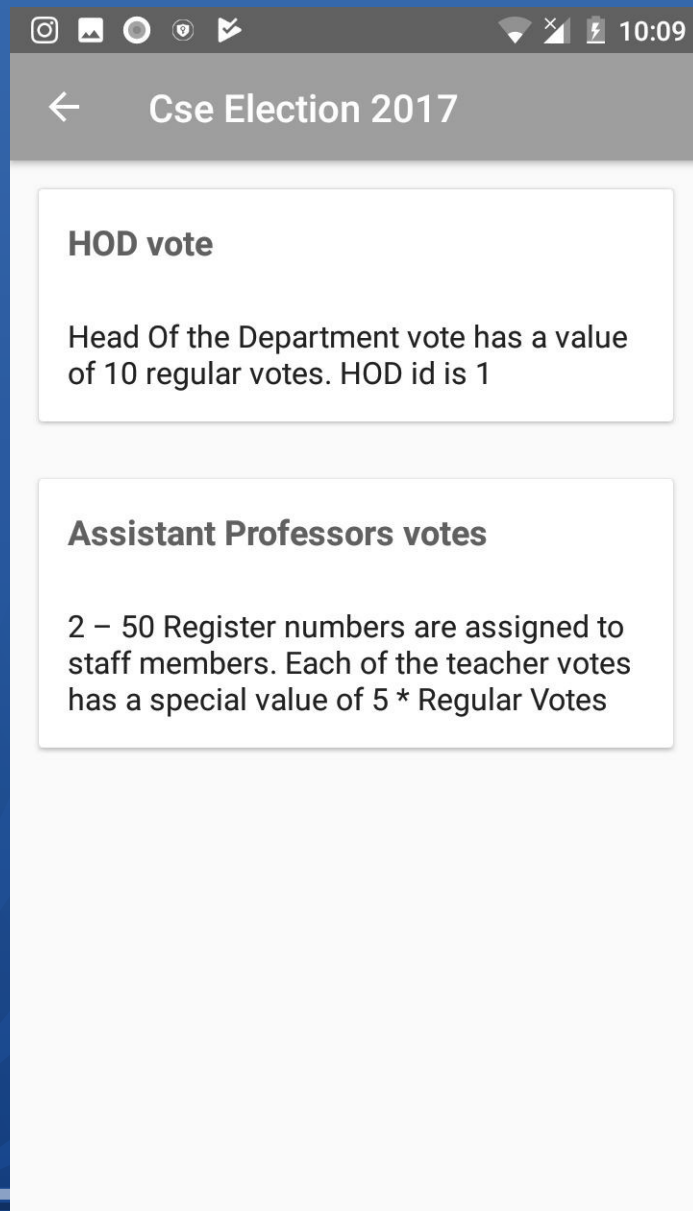 10:09
Cse Election 2017
HOD vote
Head Of the Department vote has a value
of 10 regular votes. HOD id is 1
Assistant Professors votes
2 – 50 Register numbers are assigned to
staff members. Each of the teacher votes
has a special value of 5 * Regular Votes